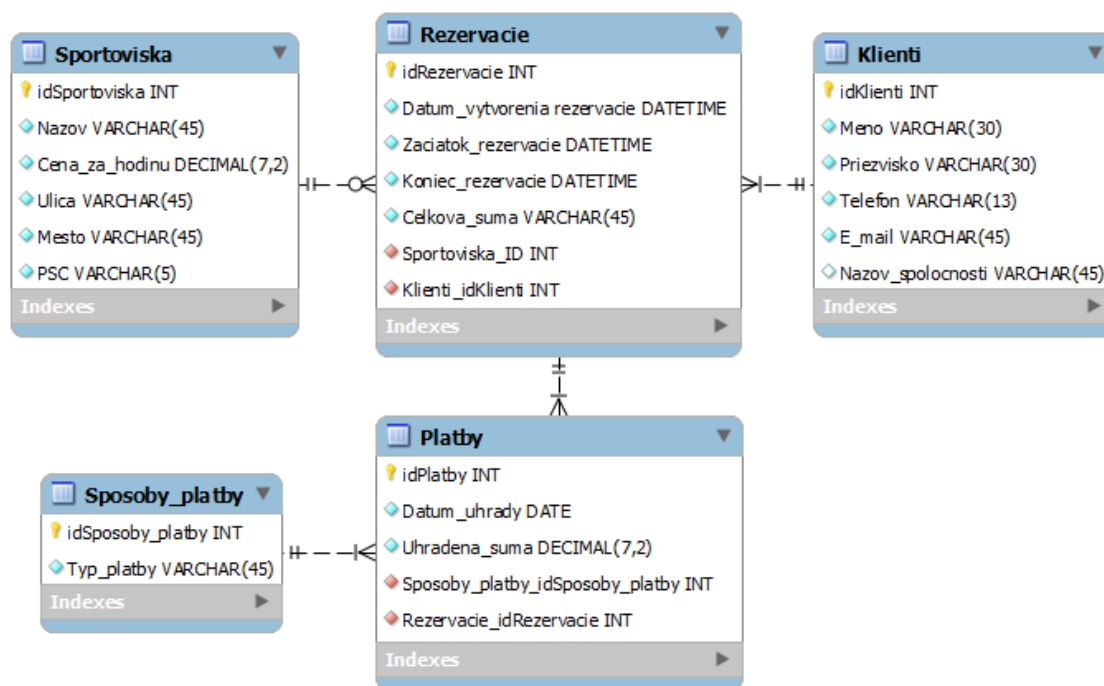 Sportoviska
idSportoviska INT
Nazov VARCHAR(45)
Cena_za_hodinu DECIMAL(7,2)
Ulica VARCHAR(45)
Mesto VARCHAR(45)
PSC VARCHAR(5)
Indexes
Rezervacie
idRezervacie INT
Datum_vytvorenia rezervacie DATETIME
Zaciatok_rezervacie DATETIME
Koniec_rezervacie DATETIME
Celkova_suma VARCHAR(45)
Sportoviska_ID INT
Klienti_idKlienti INT
Indexes
Klienti
idKlienti INT
Meno VARCHAR(30)
Priezvisko VARCHAR(30)
Telefon VARCHAR(13)
E_mail VARCHAR(45)
Nazov_spolocnosti VARCHAR(45)
Indexes
Sposoby_platby
idSposoby_platby INT
Typ_platby VARCHAR(45)
Indexes
Platby
idPlatby INT
Datum_uhrady DATE
Uhradena_suma DECIMAL(7,2)
Sposoby_platby_idSposoby_platby INT
Rezervacie_idRezervacie INT
Indexes